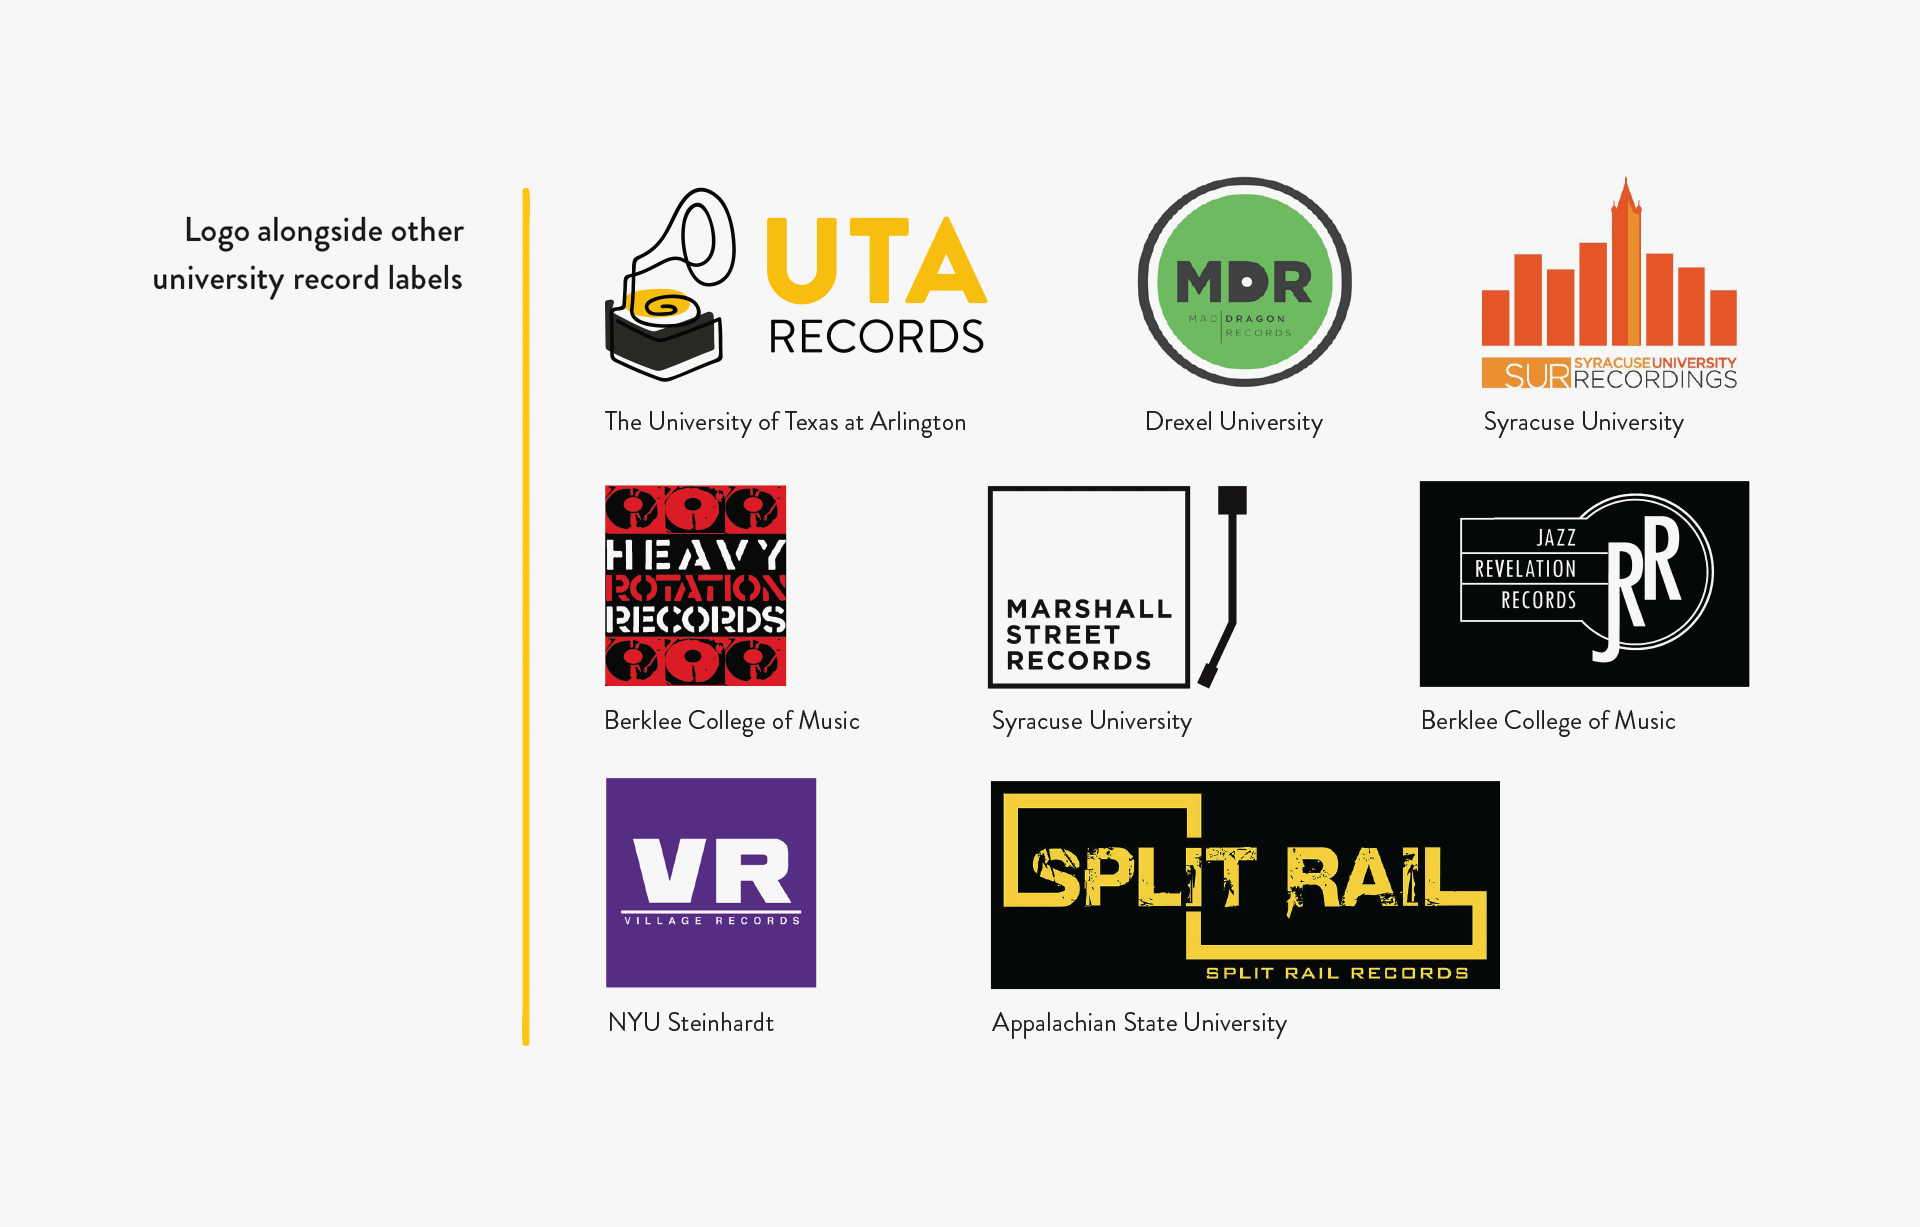 Logo alongside other
university record labels
UTA
RECORDS
The University of Texas at Arlington
MDR
MAD DRAGON
RECORDS
Drexel University
SUR SYRACUSE UNIVERSITY
RECORDINGS
Syracuse University
HEAVY
ROTATION
RECORDS
Berklee College of Music
MARSHALL
STREET
RECORDS
Syracuse University
JAZZ
REVELATION
RECORDS
JRR
Berklee College of Music
VR
VILLAGE RECORDS
NYU Steinhardt
SPLIT RAIL
SPLIT RAIL RECORDS
Appalachian State University